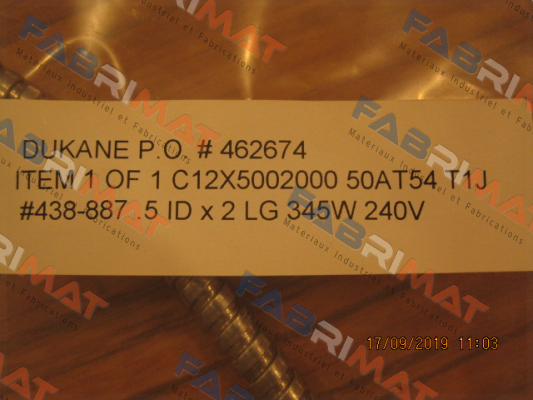 DUKANE P.O. # 462674
ITEM 1 OF 1 C12X5002000 50AT54 T1J
#438-887 .5 ID x 2 LG 345W 240V
17/09/2019 11:03
FABRIMAT
Materiaux Industriel et Fabrications